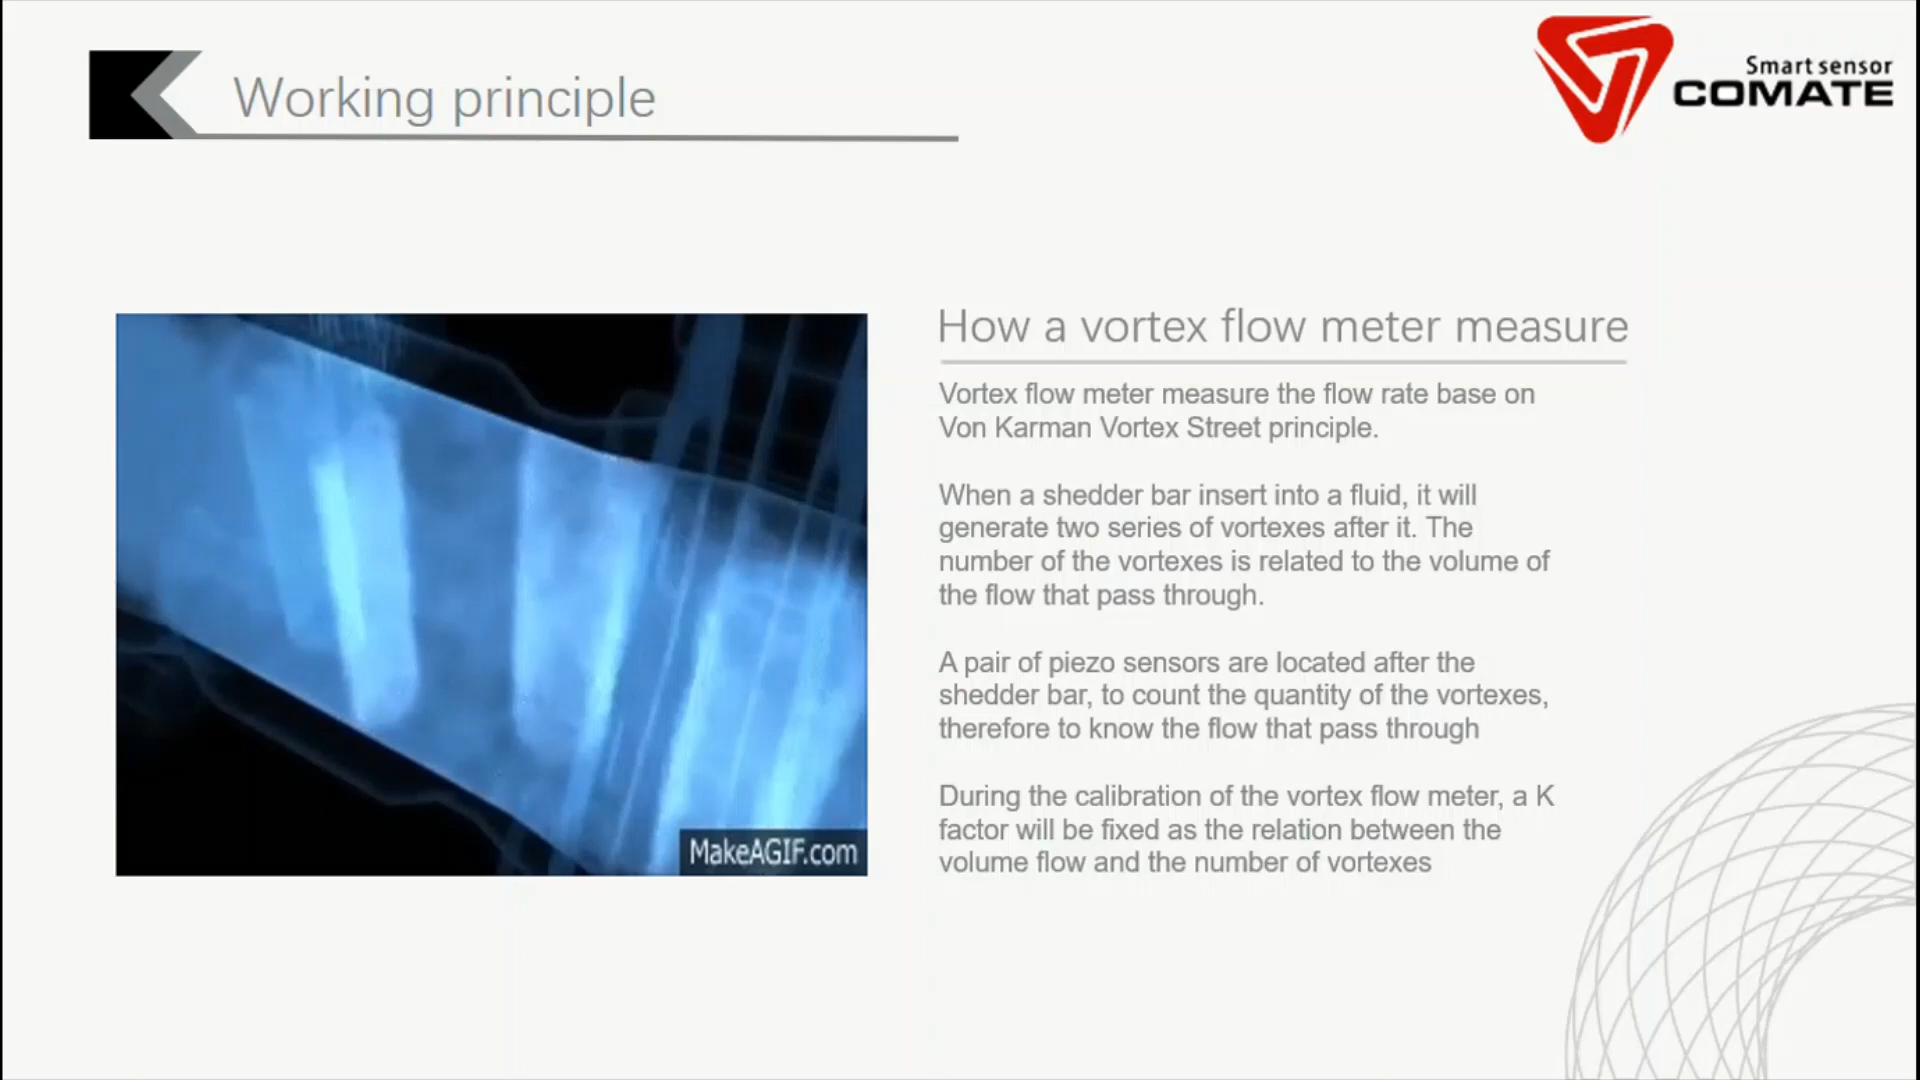 Working principle
Smart sensor
COMATE
How a vortex flow meter measure
Vortex flow meter measure the flow rate base on
Von Karman Vortex Street principle.
When a shedder bar insert into a fluid, it will
generate two series of vortexes after it. The
number of the vortexes is related to the volume of
the flow that pass through.
A pair of piezo sensors are located after the
shedder bar, to count the quantity of the vortexes,
therefore to know the flow that pass through
During the calibration of the vortex flow meter, a K
factor will be fixed as the relation between the
volume flow and the number of vortexes
MakeAGIF.com